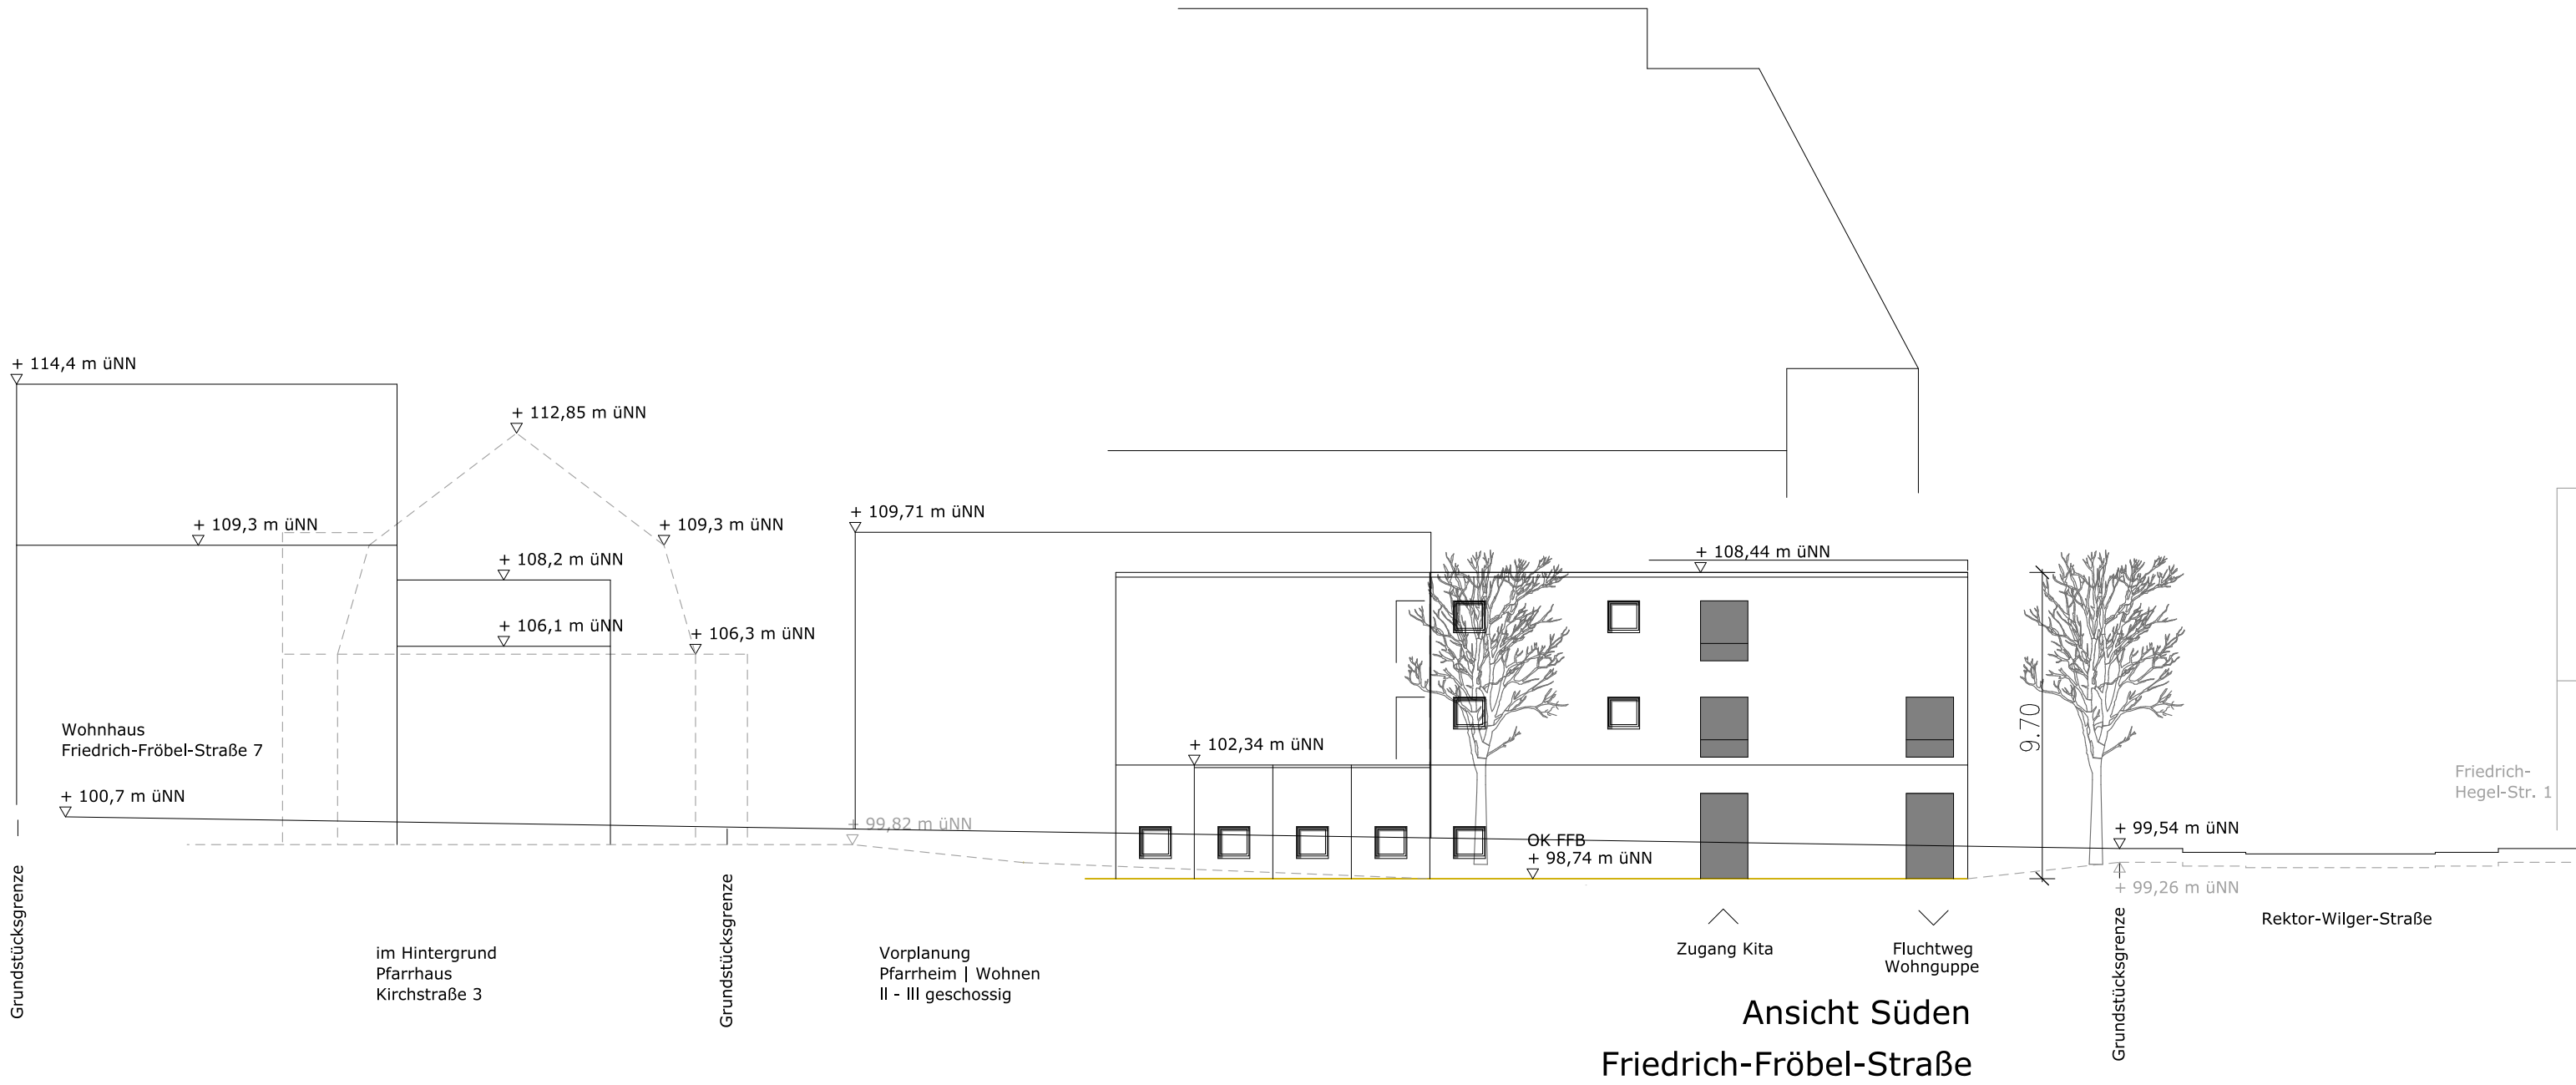 + 114,4 m üNN
+ 112,85 m üNN
+ 109,3 m üNN
+ 109,3 m üNN
+ 109,71 m üNN
+ 108,2 m üNN
+ 108,44 m üNN
+ 106,1 m üNN
+ 106,3 m üNN
Wohnhaus
Friedrich-Fröbel-Straße 7
+ 102,34 m üNN
9.70
Friedrich-
Hegel-Str. 1
+ 100,7 m üNN
+ 99,82 m üNN
OK FFB
+ 98,74 m üNN
+ 99,54 m üNN
+ 99,26 m üNN
Rektor-Wilger-Straße
Grundstücksgrenze
Grundstücksgrenze
Grundstücksgrenze
im Hintergrund
Pfarrhaus
Kirchstraße 3
Vorplanung
Pfarrheim | Wohnen
II - III geschossig
Zugang Kita
Fluchtweg
Wohnguppe
Ansicht Süden
Friedrich-Fröbel-Straße